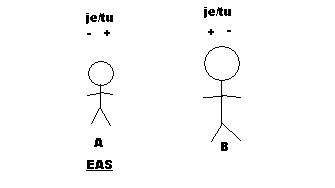 je/tu
- +
A
EAS
je/tu
+ -
B